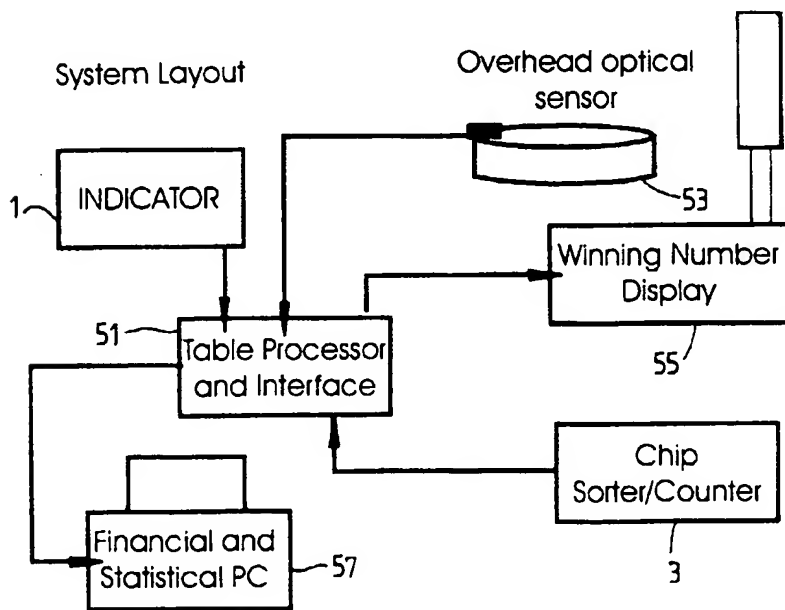 System Layout
Overhead optical
sensor
53
1
INDICATOR
Winning Number
Display
55
51
Table Processor
and Interface
Chip
Sorter/Counter
3
Financial and
Statistical PC
57